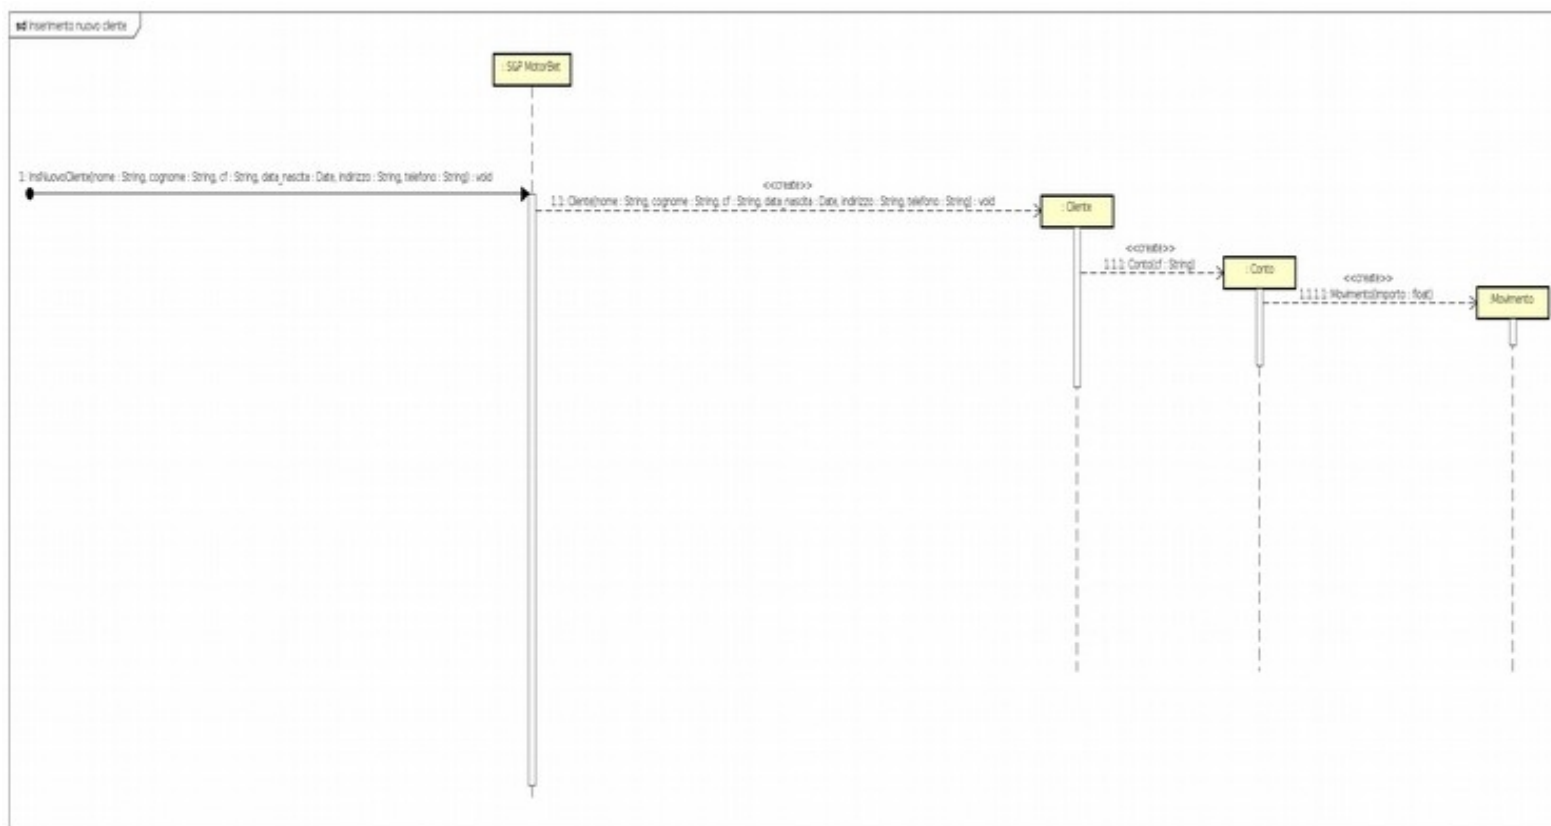 sd Inserimento nuovo cliente
: S&P MotorBet
1: InsNuovoCliente(nome : String, cognome : String, cf : String, data_nascita : Date, indirizzo : String, telefono : String) : void
<<create>>
1.1: Cliente(nome : String, cognome : String, cf : String, data_nascita : Date, indirizzo : String, telefono : String) : void
: Cliente
<<create>>
1.1.1: Conto(cf : String)
: Conto
<<create>>
1.1.1.1: Movimento(importo : float)
:Movimento